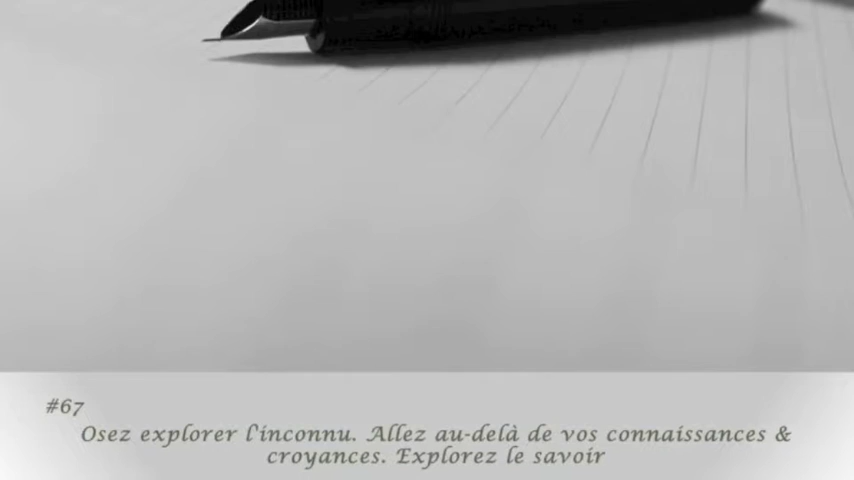 #67
Osez explorer l'inconnu. Allez au-delà de vos connaissances &
croyances. Explorez le savoir